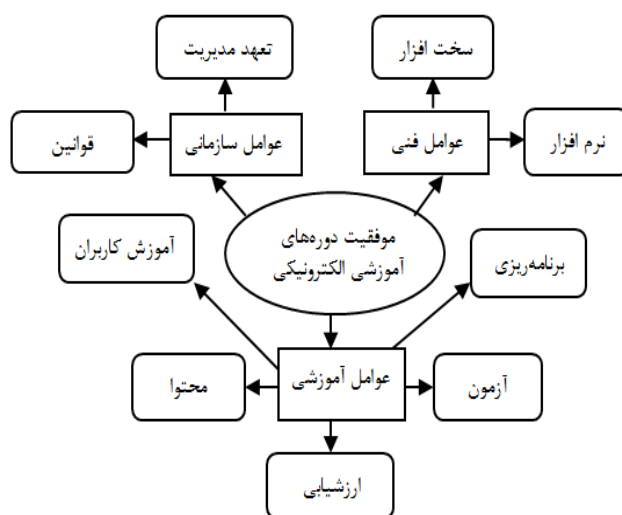 سخت افزار
تعهد مدیریت
نرم افزار
عوامل فنی
عوامل سازمانی
قوانین
موفقیت دوره‌های
آموزشی الکترونیکی
برنامه‌ریزی
آموزش کاربران
آزمون
عوامل آموزشی
محتوا
ارزشیابی